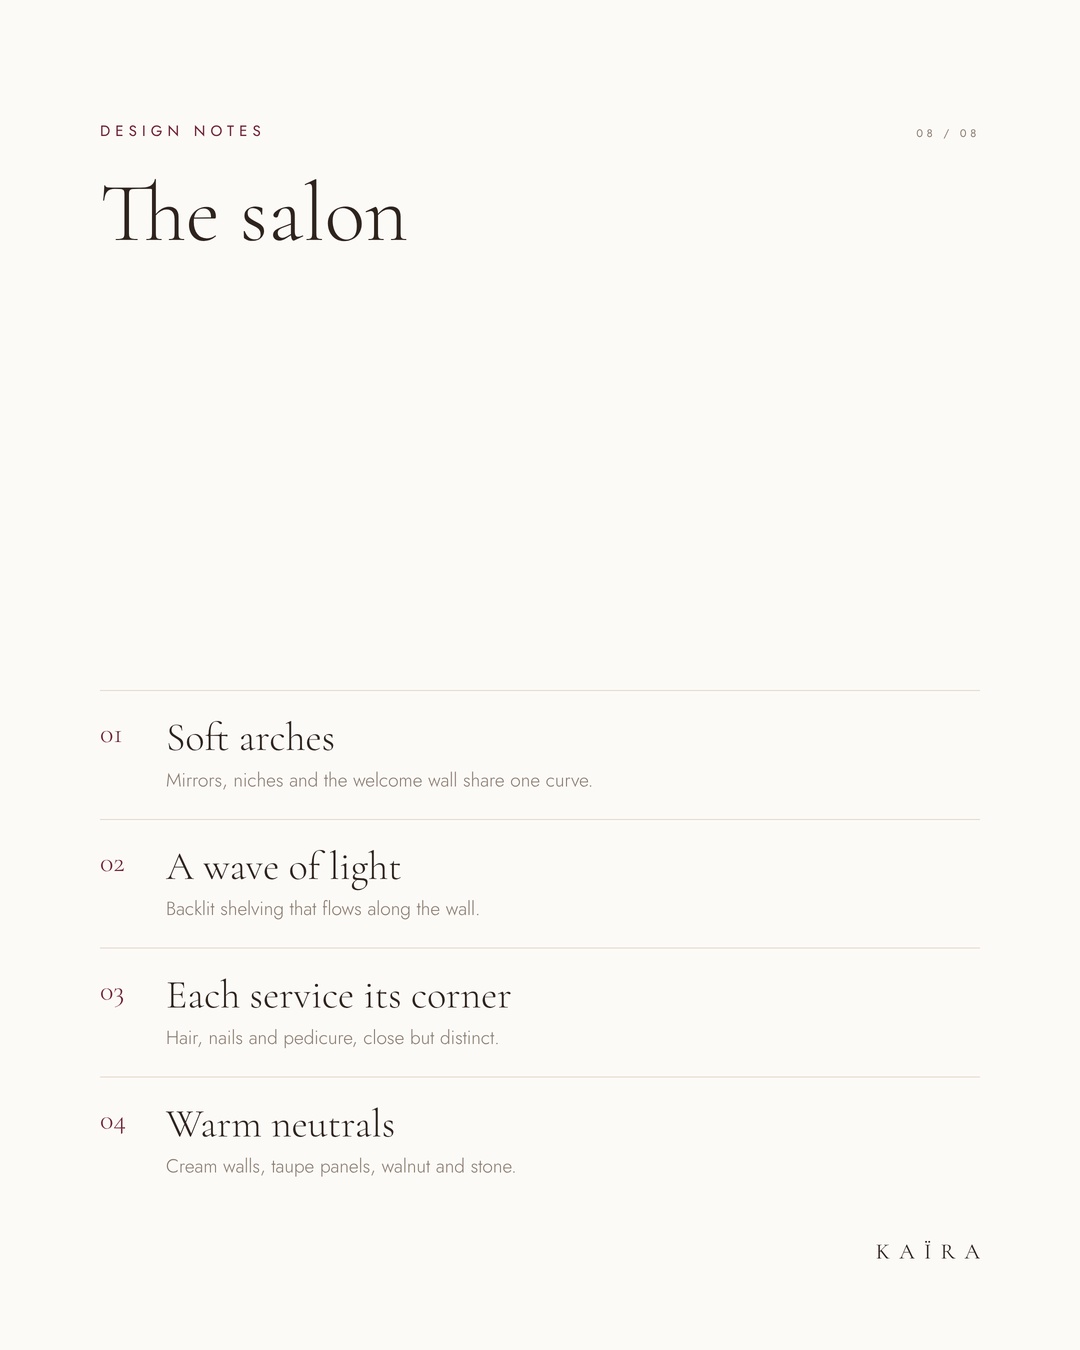 DESIGN NOTES
08 / 08
The salon
01
Soft arches
Mirrors, niches and the welcome wall share one curve.
02
A wave of light
Backlit shelving that flows along the wall.
03
Each service its corner
Hair, nails and pedicure, close but distinct.
04
Warm neutrals
Cream walls, taupe panels, walnut and stone.
KAÏRA